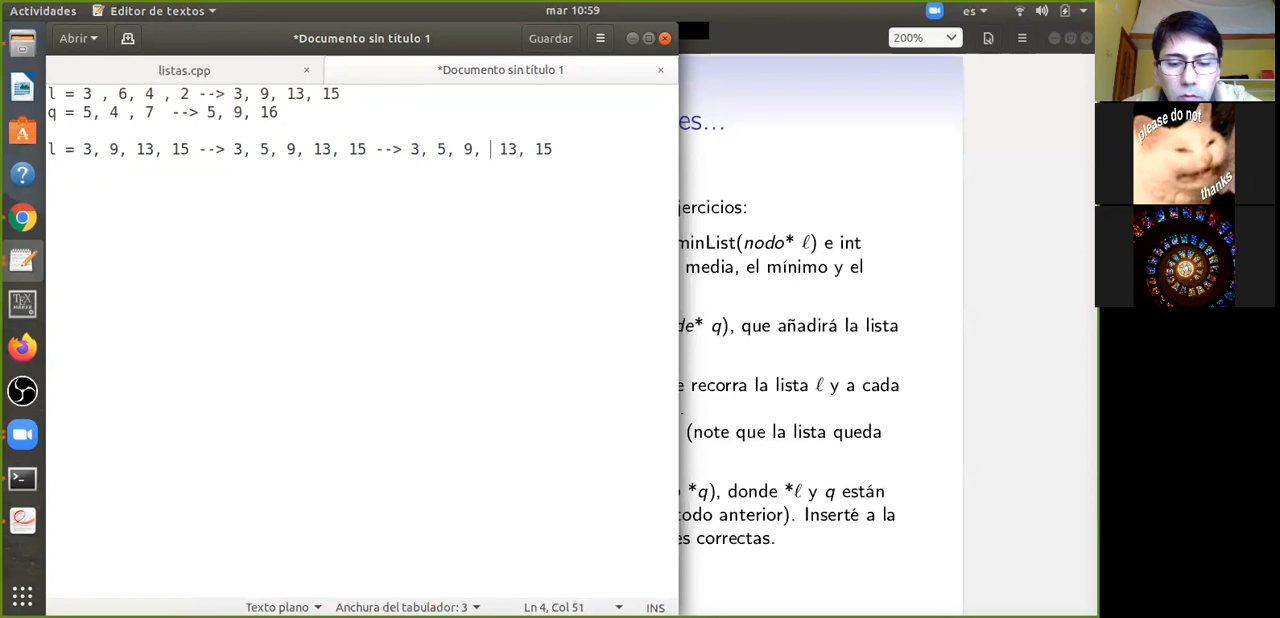 Actividades Editor de textos mar 10:59 es
Abrir *Documento sin título 1 Guardar 200%
listas.cpp × *Documento sin título 1 ×
l = 3 , 6, 4 , 2 --> 3, 9, 13, 15
q = 5, 4 , 7 --> 5, 9, 16
l = 3, 9, 13, 15 --> 3, 5, 9, 13, 15 --> 3, 5, 9, 13, 15
es...
jercicios:
minList(nodo* ℓ) e int
media, el mínimo y el
de* q), que añadirá la lista
e recorra la lista ℓ y a cada
.
(note que la lista queda
o *q), donde *ℓ y q están
todo anterior). Inserté a la
es correctas.
please do not
thanks
TEX
MAKER
Texto plano Anchura del tabulador: 3 Ln 4, Col 51 INS